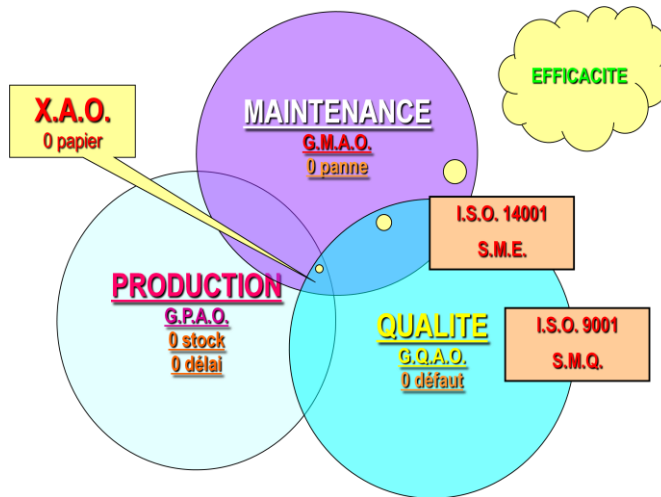 EFFICACITE
X.A.O.
0 papier
MAINTENANCE
G.M.A.O.
0 panne
I.S.O. 14001
S.M.E.
PRODUCTION
G.P.A.O.
0 stock
0 délai
QUALITE
G.Q.A.O.
0 défaut
I.S.O. 9001
S.M.Q.